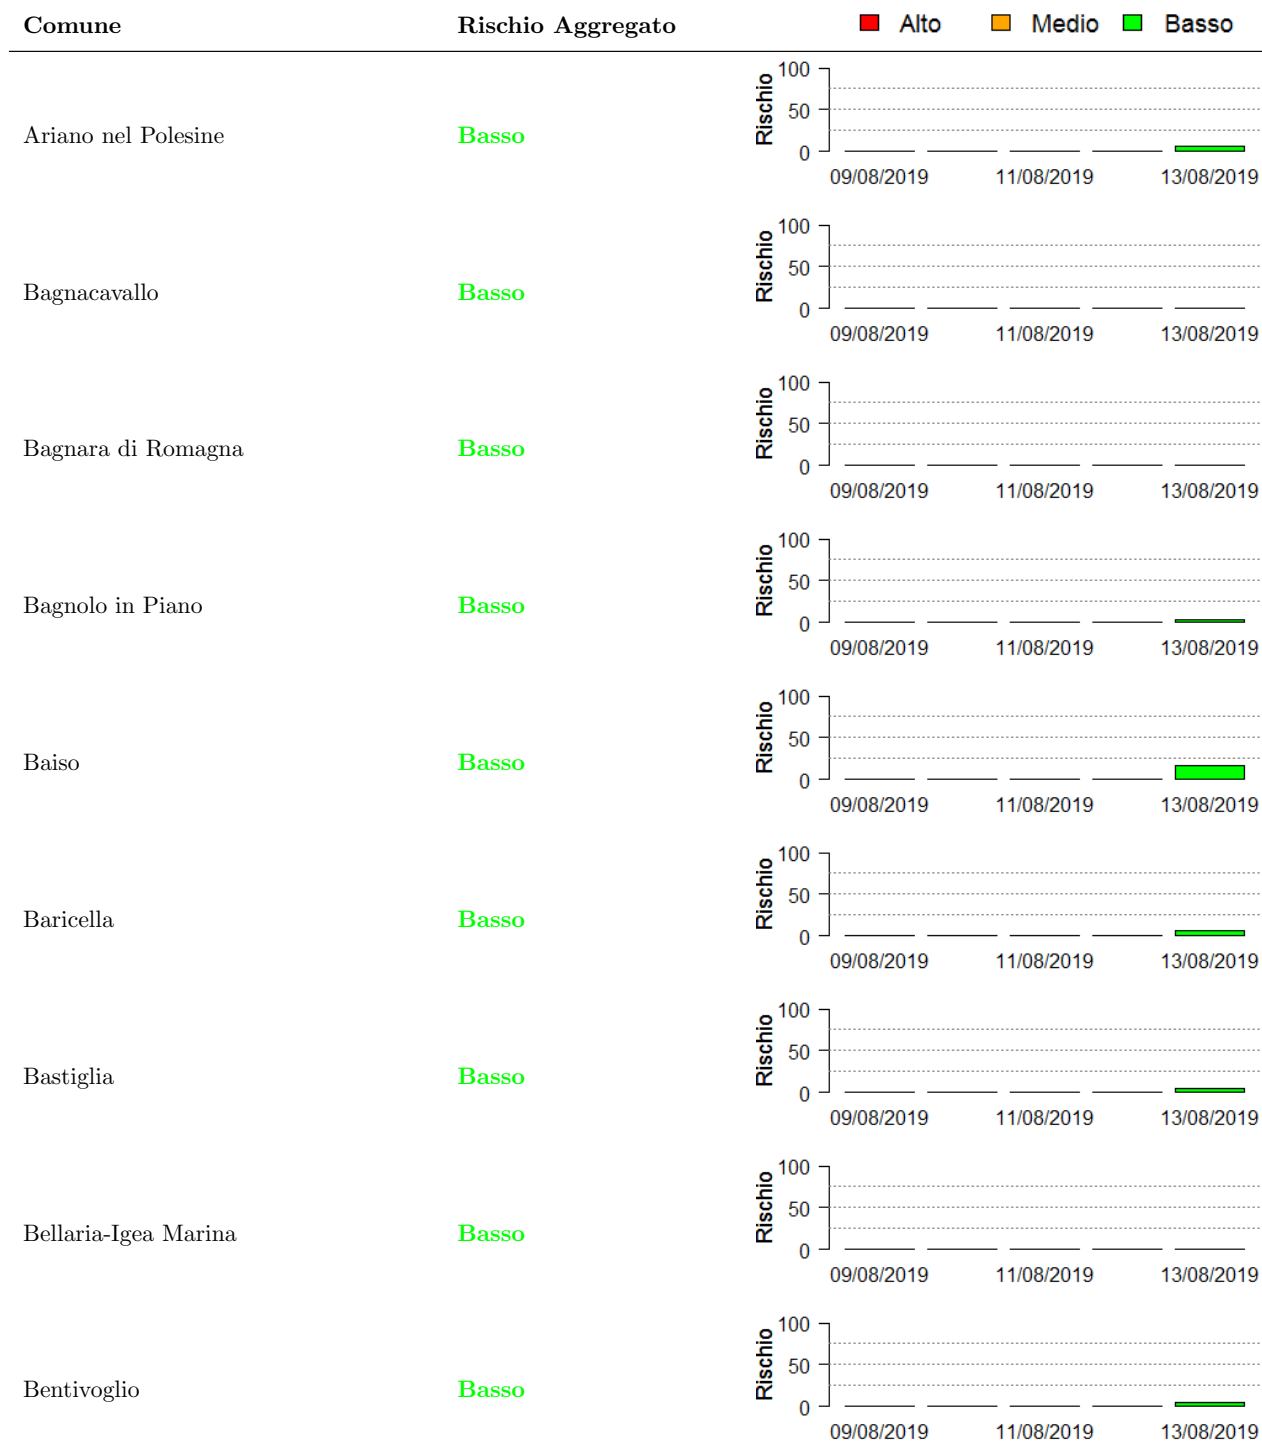 Comune Rischio Aggregato Alto Medio Basso
Ariano nel Polesine Basso
Rischio
100
50
0
09/08/2019 11/08/2019 13/08/2019
Bagnacavallo Basso
Rischio
100
50
0
09/08/2019 11/08/2019 13/08/2019
Bagnara di Romagna Basso
Rischio
100
50
0
09/08/2019 11/08/2019 13/08/2019
Bagnolo in Piano Basso
Rischio
100
50
0
09/08/2019 11/08/2019 13/08/2019
Baiso Basso
Rischio
100
50
0
09/08/2019 11/08/2019 13/08/2019
Baricella Basso
Rischio
100
50
0
09/08/2019 11/08/2019 13/08/2019
Bastiglia Basso
Rischio
100
50
0
09/08/2019 11/08/2019 13/08/2019
Bellaria-Igea Marina Basso
Rischio
100
50
0
09/08/2019 11/08/2019 13/08/2019
Bentivoglio Basso
Rischio
100
50
0
09/08/2019 11/08/2019 13/08/2019